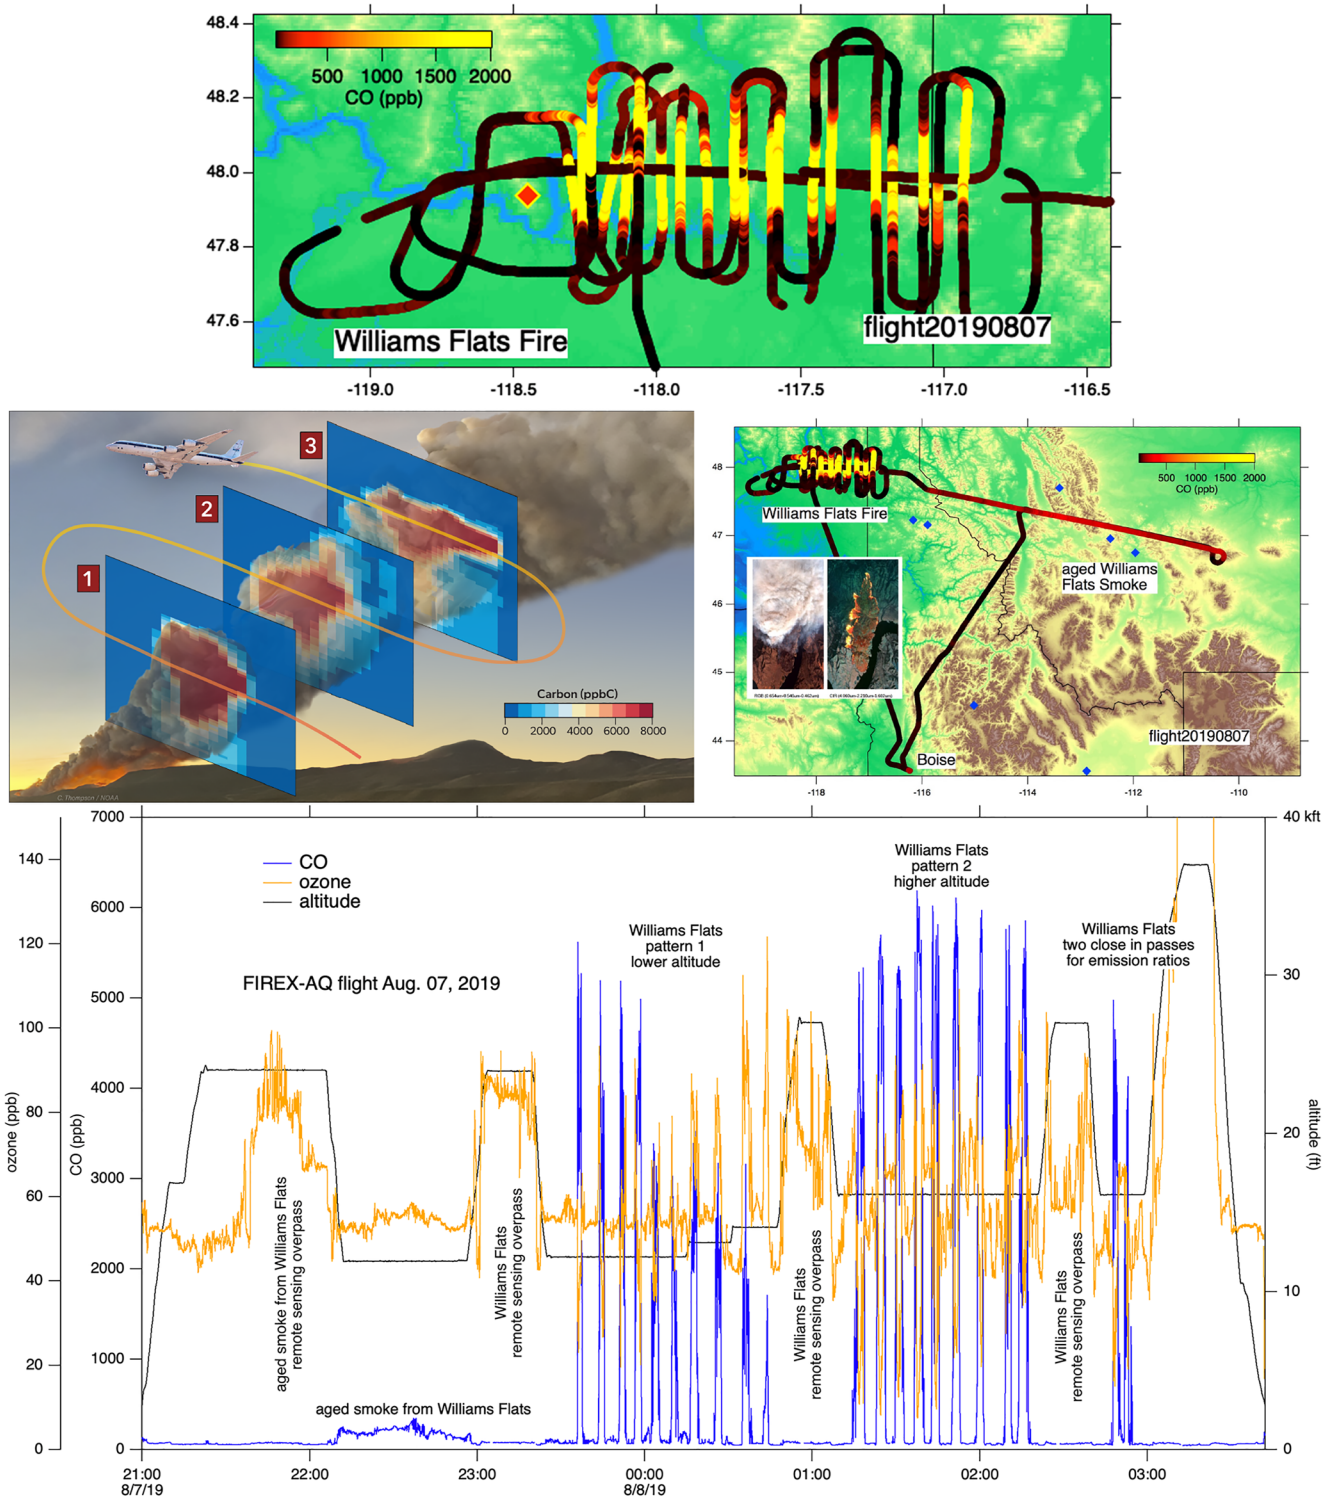 48.4
48.2
48.0
47.8
47.6
500 1000 1500 2000
CO (ppb)
Williams Flats Fire
flight20190807
-119.0 -118.5 -118.0 -117.5 -117.0 -116.5
1
2
3
Carbon (ppbC)
0 2000 4000 6000 8000
C. Thompson / NOAA
48
47
46
45
44
500 1000 1500 2000
CO (ppb)
Williams Flats Fire
aged Williams
Flats Smoke
flight20190807
Boise
-118 -116 -114 -112 -110
7000
6000
5000
4000
3000
2000
1000
0
CO (ppb)
140
120
100
80
60
40
20
0
ozone (ppb)
40 kft
30
20
10
0
altitude (ft)
CO
ozone
altitude
FIREX-AQ flight Aug. 07, 2019
Williams Flats
pattern 1
lower altitude
Williams Flats
pattern 2
higher altitude
Williams Flats
two close in passes
for emission ratios
aged smoke from Williams Flats
remote sensing overpass
Williams Flats
remote sensing overpass
Williams Flats
remote sensing overpass
Williams Flats
remote sensing overpass
aged smoke from Williams Flats
21:00 22:00 23:00 00:00 01:00 02:00 03:00
8/7/19 8/8/19